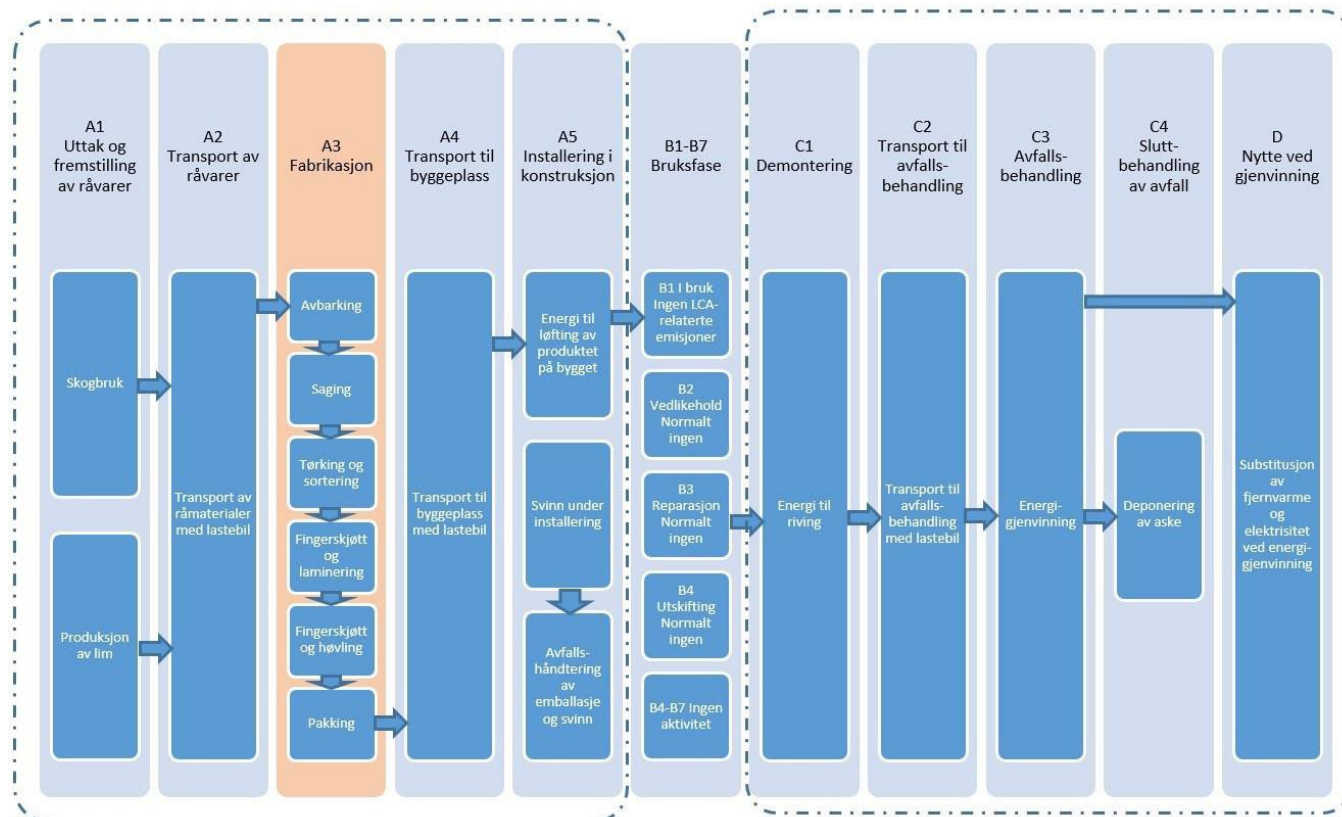 A1
Uttak og
fremstilling
av råvarer
A2
Transport av
råvarer
A3
Fabrikasjon
A4
Transport til
byggeplass
A5
Installering i
konstruksjon
B1-B7
Bruksfase
C1
Demontering
C2
Transport til
avfalls-
behandling
C3
Avfalls-
behandling
C4
Slutt-
behandling
av avfall
D
Nytte ved
gjenvinning
Skogbruk
Produksjon
av lim
Transport av
råmaterialer
med lastebil
Avbarking
Saging
Tørking og
sortering
Fingerskjøtt
og
laminering
Fingerskjøtt
og høvling
Pakking
Transport til
byggeplass
med lastebil
Energi til
løfting av
produktet
på bygget
Svinn under
installering
Avfalls-
håndtering
av
emballasje
og svinn
B1 I bruk
Ingen LCA-
relaterte
emisjoner
B2
Vedlikehold
Normalt
ingen
B3
Reparasjon
Normalt
ingen
B4
Utskifting
Normalt
ingen
B4-B7 Ingen
aktivitet
Energi til
riving
Transport til
avfalls-
behandling
med lastebil
Energi-
gjenvinning
Deponering
av aske
Substitusjon
av
fjernvarme
og
elektrisitet
ved energi-
gjenvinning